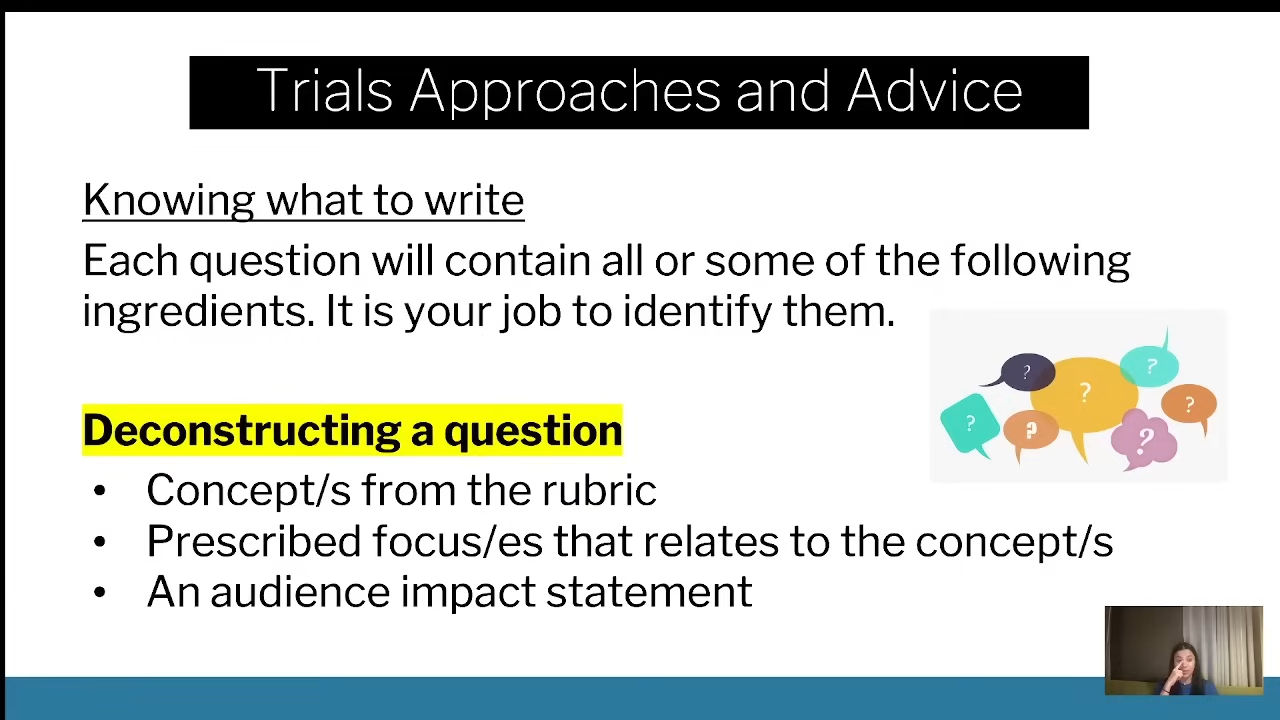 Trials Approaches and Advice
Knowing what to write
Each question will contain all or some of the following
ingredients. It is your job to identify them.
? ? ?
? ? ? ?
Deconstructing a question
• Concept/s from the rubric
• Prescribed focus/es that relates to the concept/s
• An audience impact statement